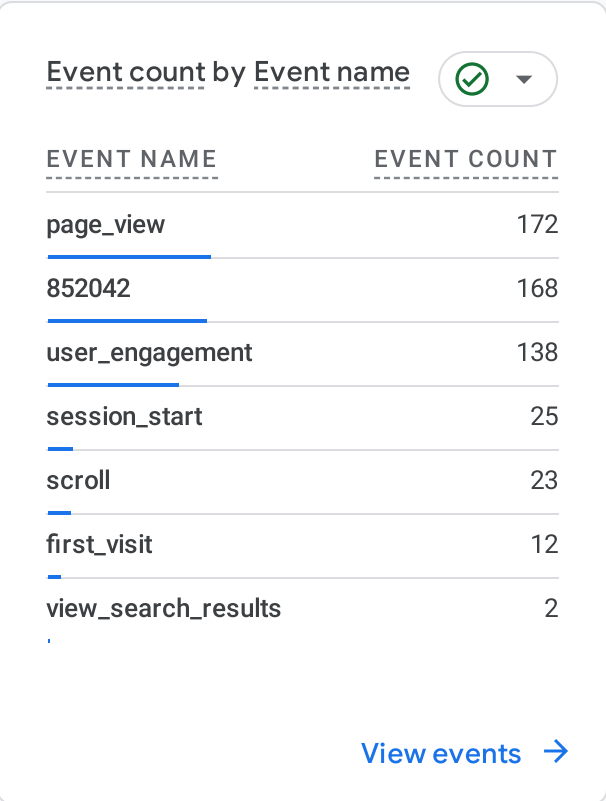 Event count by Event name
EVENT NAME EVENT COUNT
page_view 172
852042 168
user_engagement 138
session_start 25
scroll 23
first_visit 12
view_search_results 2
View events